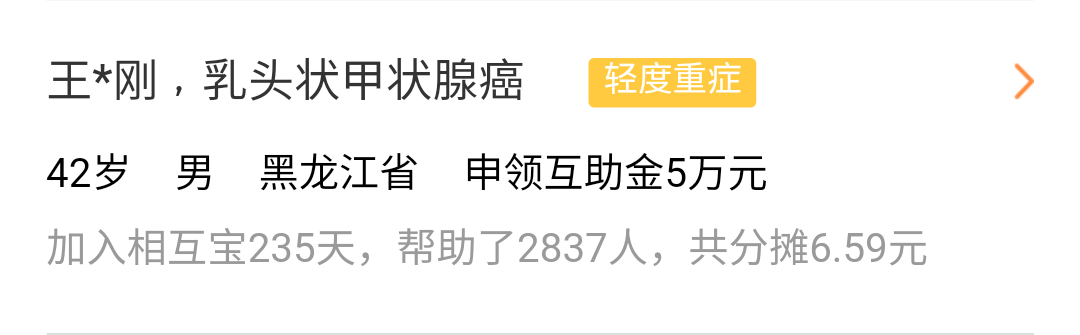 王*刚，乳头状甲状腺癌 轻度重症
42岁 男 黑龙江省 申领互助金5万元
加入相互宝235天，帮助了2837人，共分摊6.59元